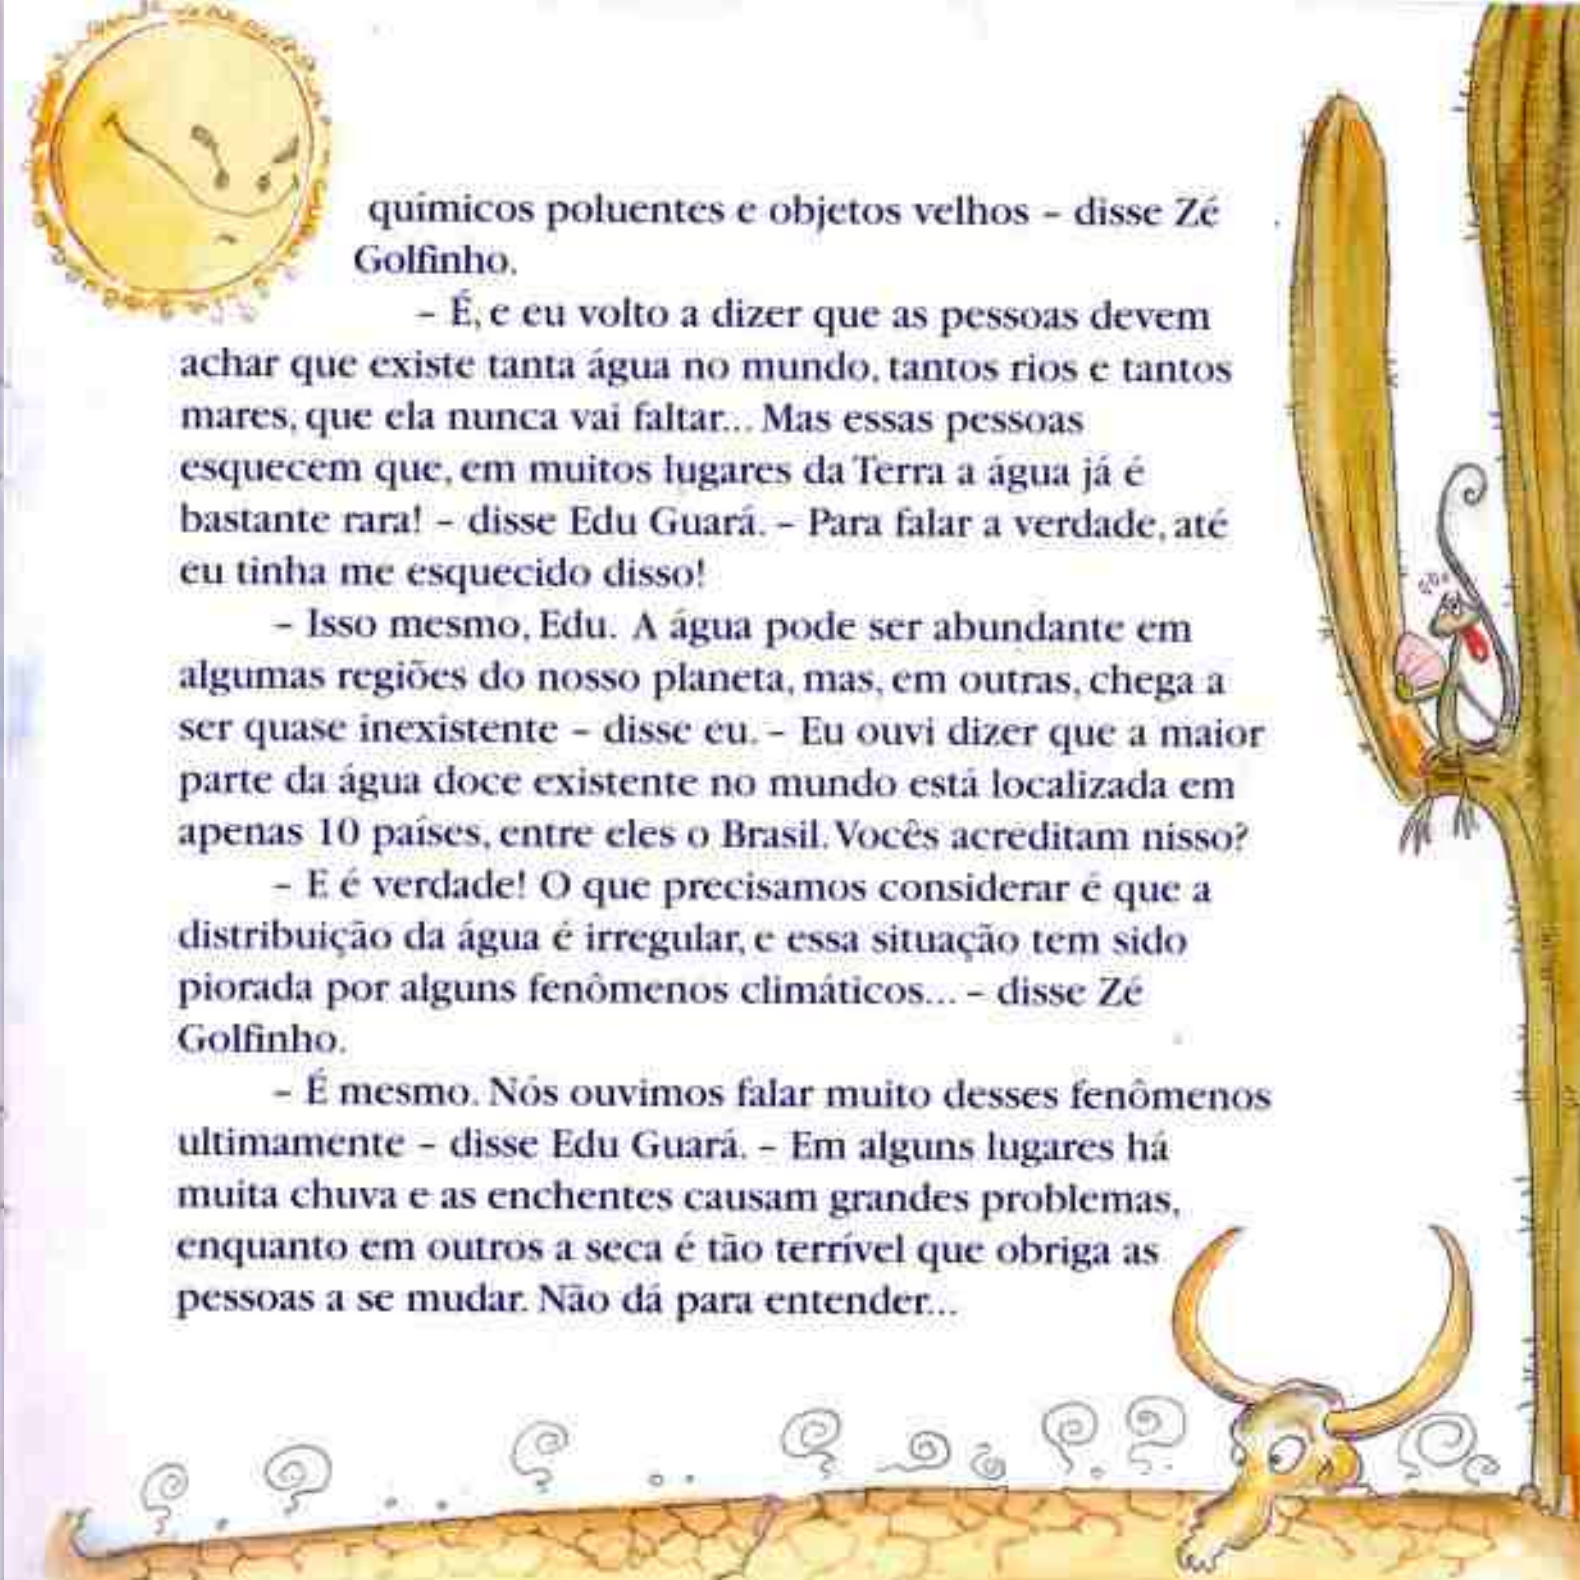 químicos poluentes e objetos velhos – disse Zé
Golfinho.
– É, e eu volto a dizer que as pessoas devem
achar que existe tanta água no mundo, tantos rios e tantos
mares, que ela nunca vai faltar... Mas essas pessoas
esquecem que, em muitos lugares da Terra a água já é
bastante rara! – disse Edu Guará. – Para falar a verdade, até
eu tinha me esquecido disso!
– Isso mesmo, Edu. A água pode ser abundante em
algumas regiões do nosso planeta, mas, em outras, chega a
ser quase inexistente – disse eu. – Eu ouvi dizer que a maior
parte da água doce existente no mundo está localizada em
apenas 10 países, entre eles o Brasil. Vocês acreditam nisso?
– E é verdade! O que precisamos considerar é que a
distribuição da água é irregular, e essa situação tem sido
piorada por alguns fenômenos climáticos... – disse Zé
Golfinho.
– É mesmo. Nós ouvimos falar muito desses fenômenos
ultimamente – disse Edu Guará. – Em alguns lugares há
muita chuva e as enchentes causam grandes problemas,
enquanto em outros a seca é tão terrível que obriga as
pessoas a se mudar. Não dá para entender...